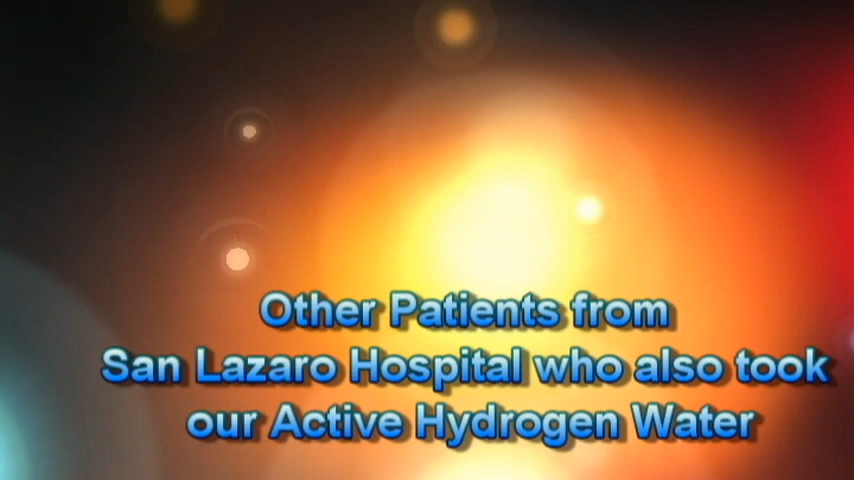 Other Patients from
San Lazaro Hospital who also took
our Active Hydrogen Water